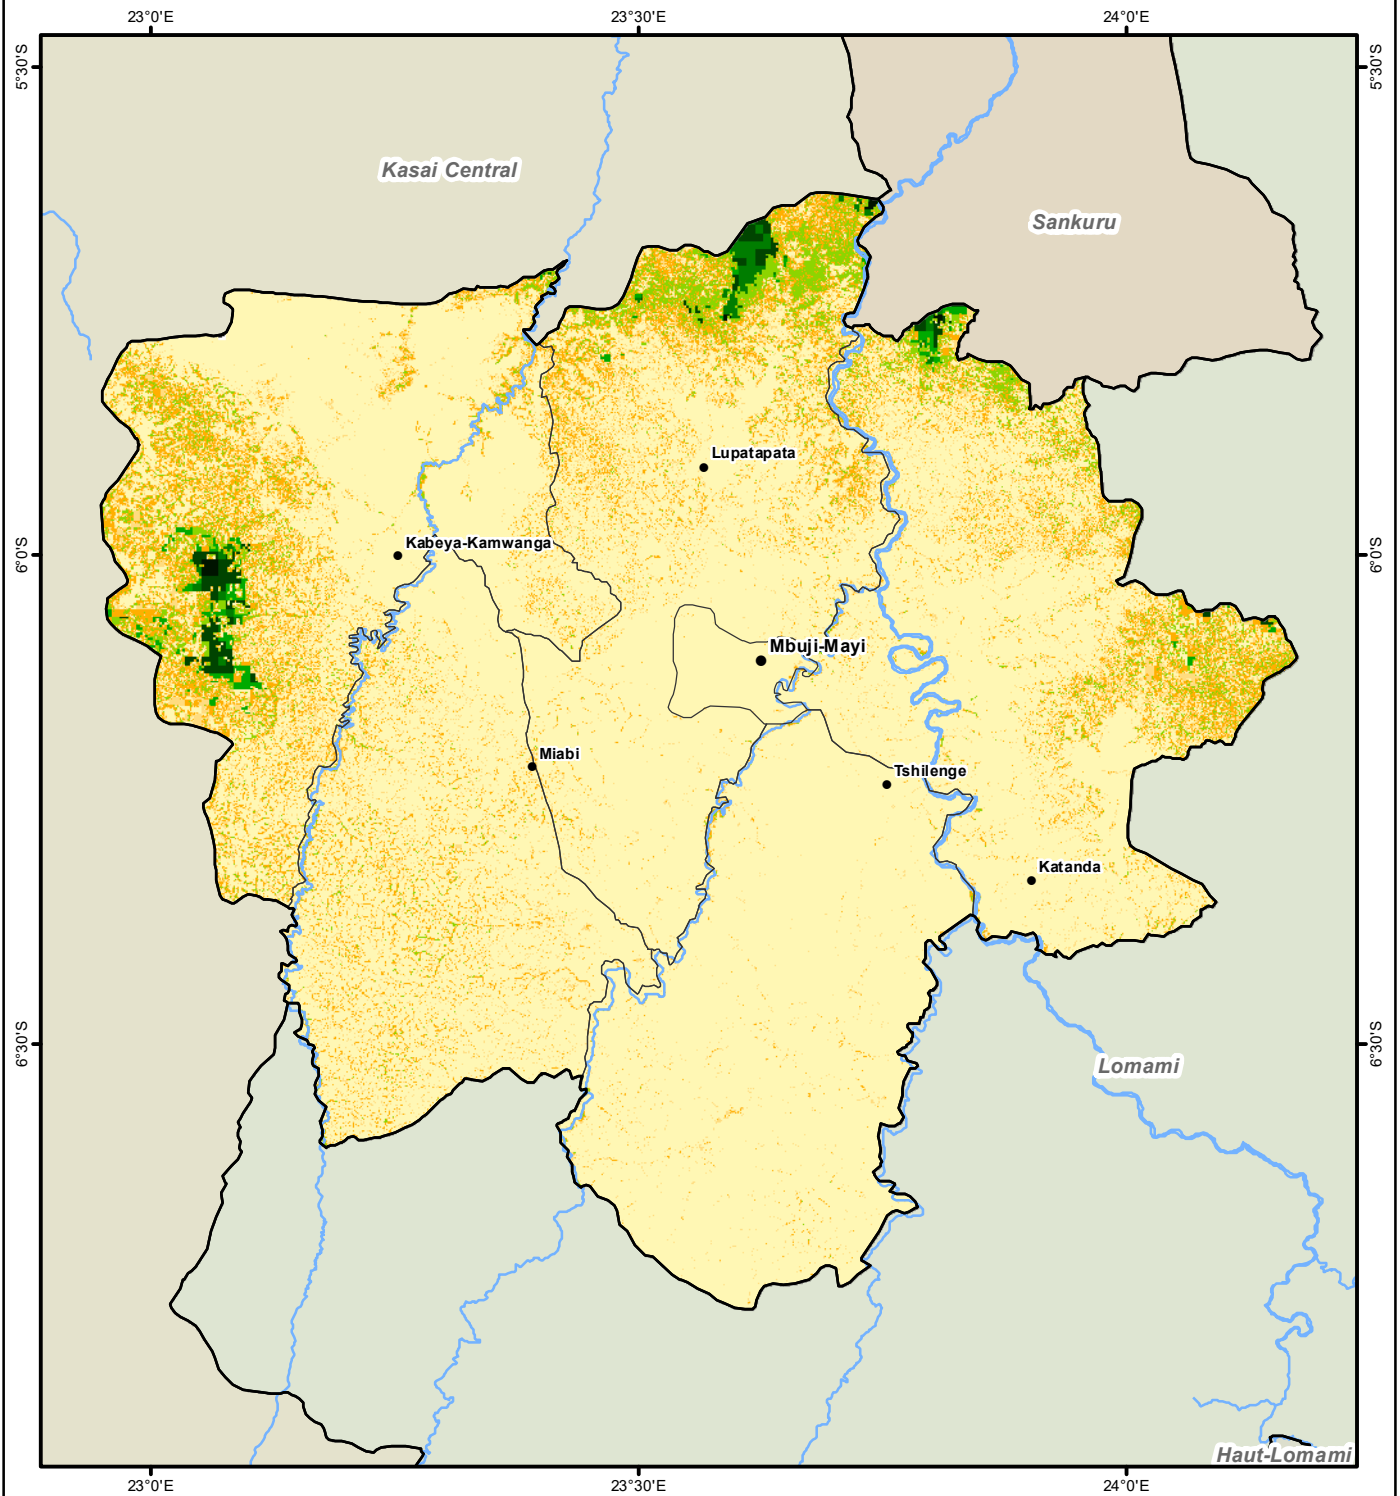 23°0'E 23°30'E 24°0'E
5°30'S 5°30'S
Kasai Central
Sankuru
Lupatapata
Kabeya-Kamwanga
6°0'S 6°0'S
Mbuji-Mayi
Miabi
Tshilenge
Katanda
6°30'S 6°30'S
Lomami
Haut-Lomami
23°0'E 23°30'E 24°0'E